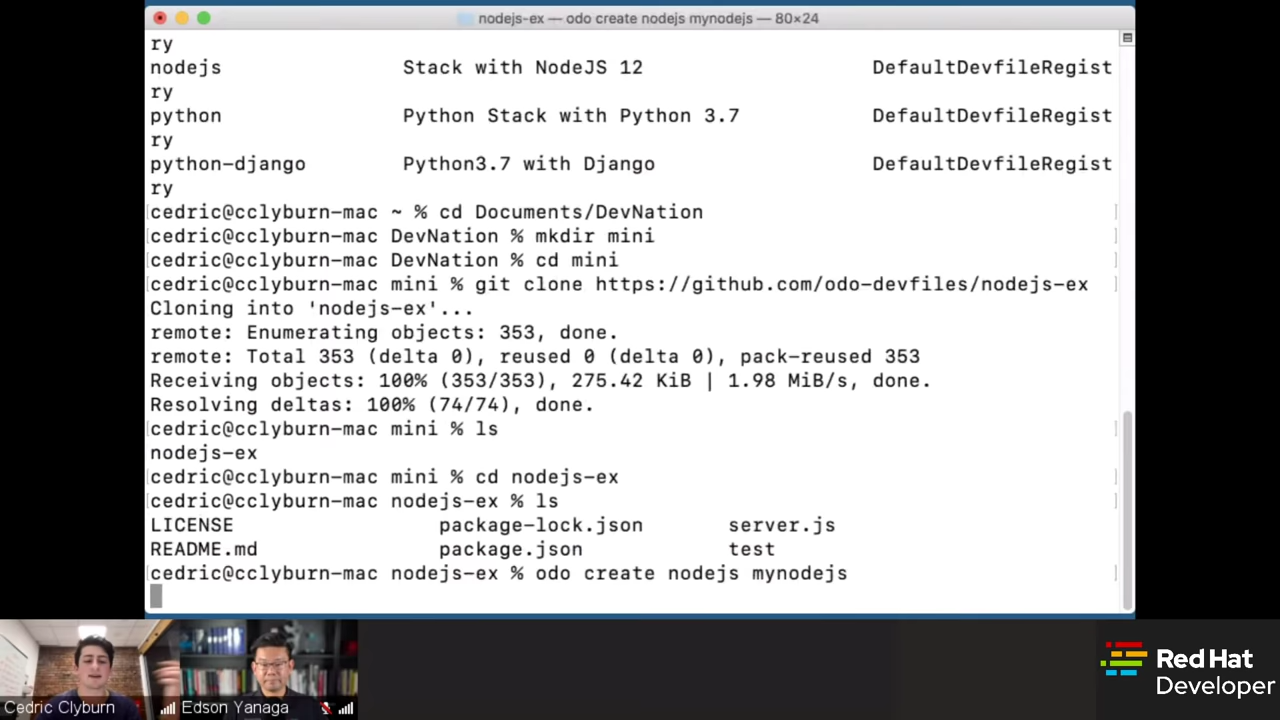 nodejs-ex — odo create nodejs mynodejs — 80×24
ry
nodejs Stack with NodeJS 12 DefaultDevfileRegist
ry
python Python Stack with Python 3.7 DefaultDevfileRegist
ry
python-django Python3.7 with Django DefaultDevfileRegist
ry
[cedric@cclyburn-mac ~ % cd Documents/DevNation ]
[cedric@cclyburn-mac DevNation % mkdir mini ]
[cedric@cclyburn-mac DevNation % cd mini ]
[cedric@cclyburn-mac mini % git clone https://github.com/odo-devfiles/nodejs-ex ]
Cloning into 'nodejs-ex'...
remote: Enumerating objects: 353, done.
remote: Total 353 (delta 0), reused 0 (delta 0), pack-reused 353
Receiving objects: 100% (353/353), 275.42 KiB | 1.98 MiB/s, done.
Resolving deltas: 100% (74/74), done.
[cedric@cclyburn-mac mini % ls ]
nodejs-ex
[cedric@cclyburn-mac mini % cd nodejs-ex ]
[cedric@cclyburn-mac nodejs-ex % ls ]
LICENSE package-lock.json server.js
README.md package.json test
[cedric@cclyburn-mac nodejs-ex % odo create nodejs mynodejs ]
Cedric Clyburn
Edson Yanaga
Red Hat
Developer